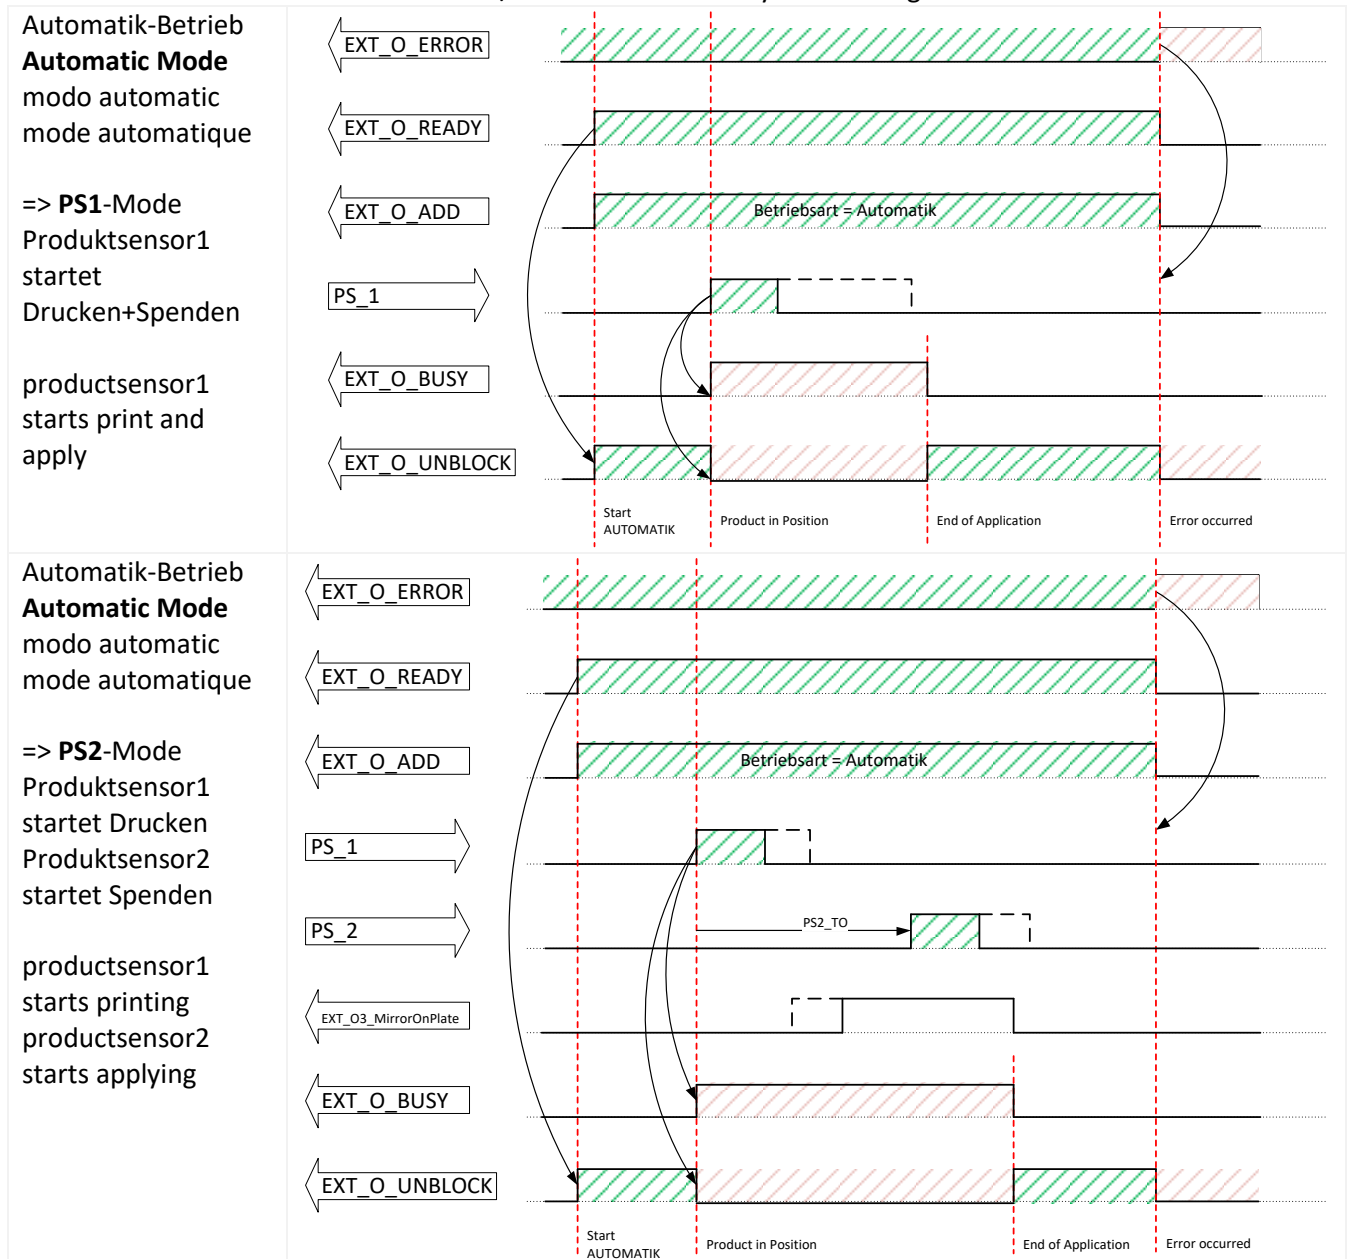 Automatik-Betrieb
Automatic Mode
modo automatic
mode automatique
=> PS1-Mode
Produktsensor1
startet
Drucken+Spenden
productsensor1
starts print and
apply
EXT_O_ERROR
EXT_O_READY
EXT_O_ADD
Betriebsart = Automatik
PS_1
EXT_O_BUSY
EXT_O_UNBLOCK
Start
AUTOMATIK
Product in Position
End of Application
Error occurred
Automatik-Betrieb
Automatic Mode
modo automatic
mode automatique
=> PS2-Mode
Produktsensor1
startet Drucken
Produktsensor2
startet Spenden
productsensor1
starts printing
productsensor2
starts applying
EXT_O_ERROR
EXT_O_READY
EXT_O_ADD
Betriebsart = Automatik
PS_1
PS_2
PS2_TO
EXT_O3_MirrorOnPlate
EXT_O_BUSY
EXT_O_UNBLOCK
Start
AUTOMATIK
Product in Position
End of Application
Error occurred